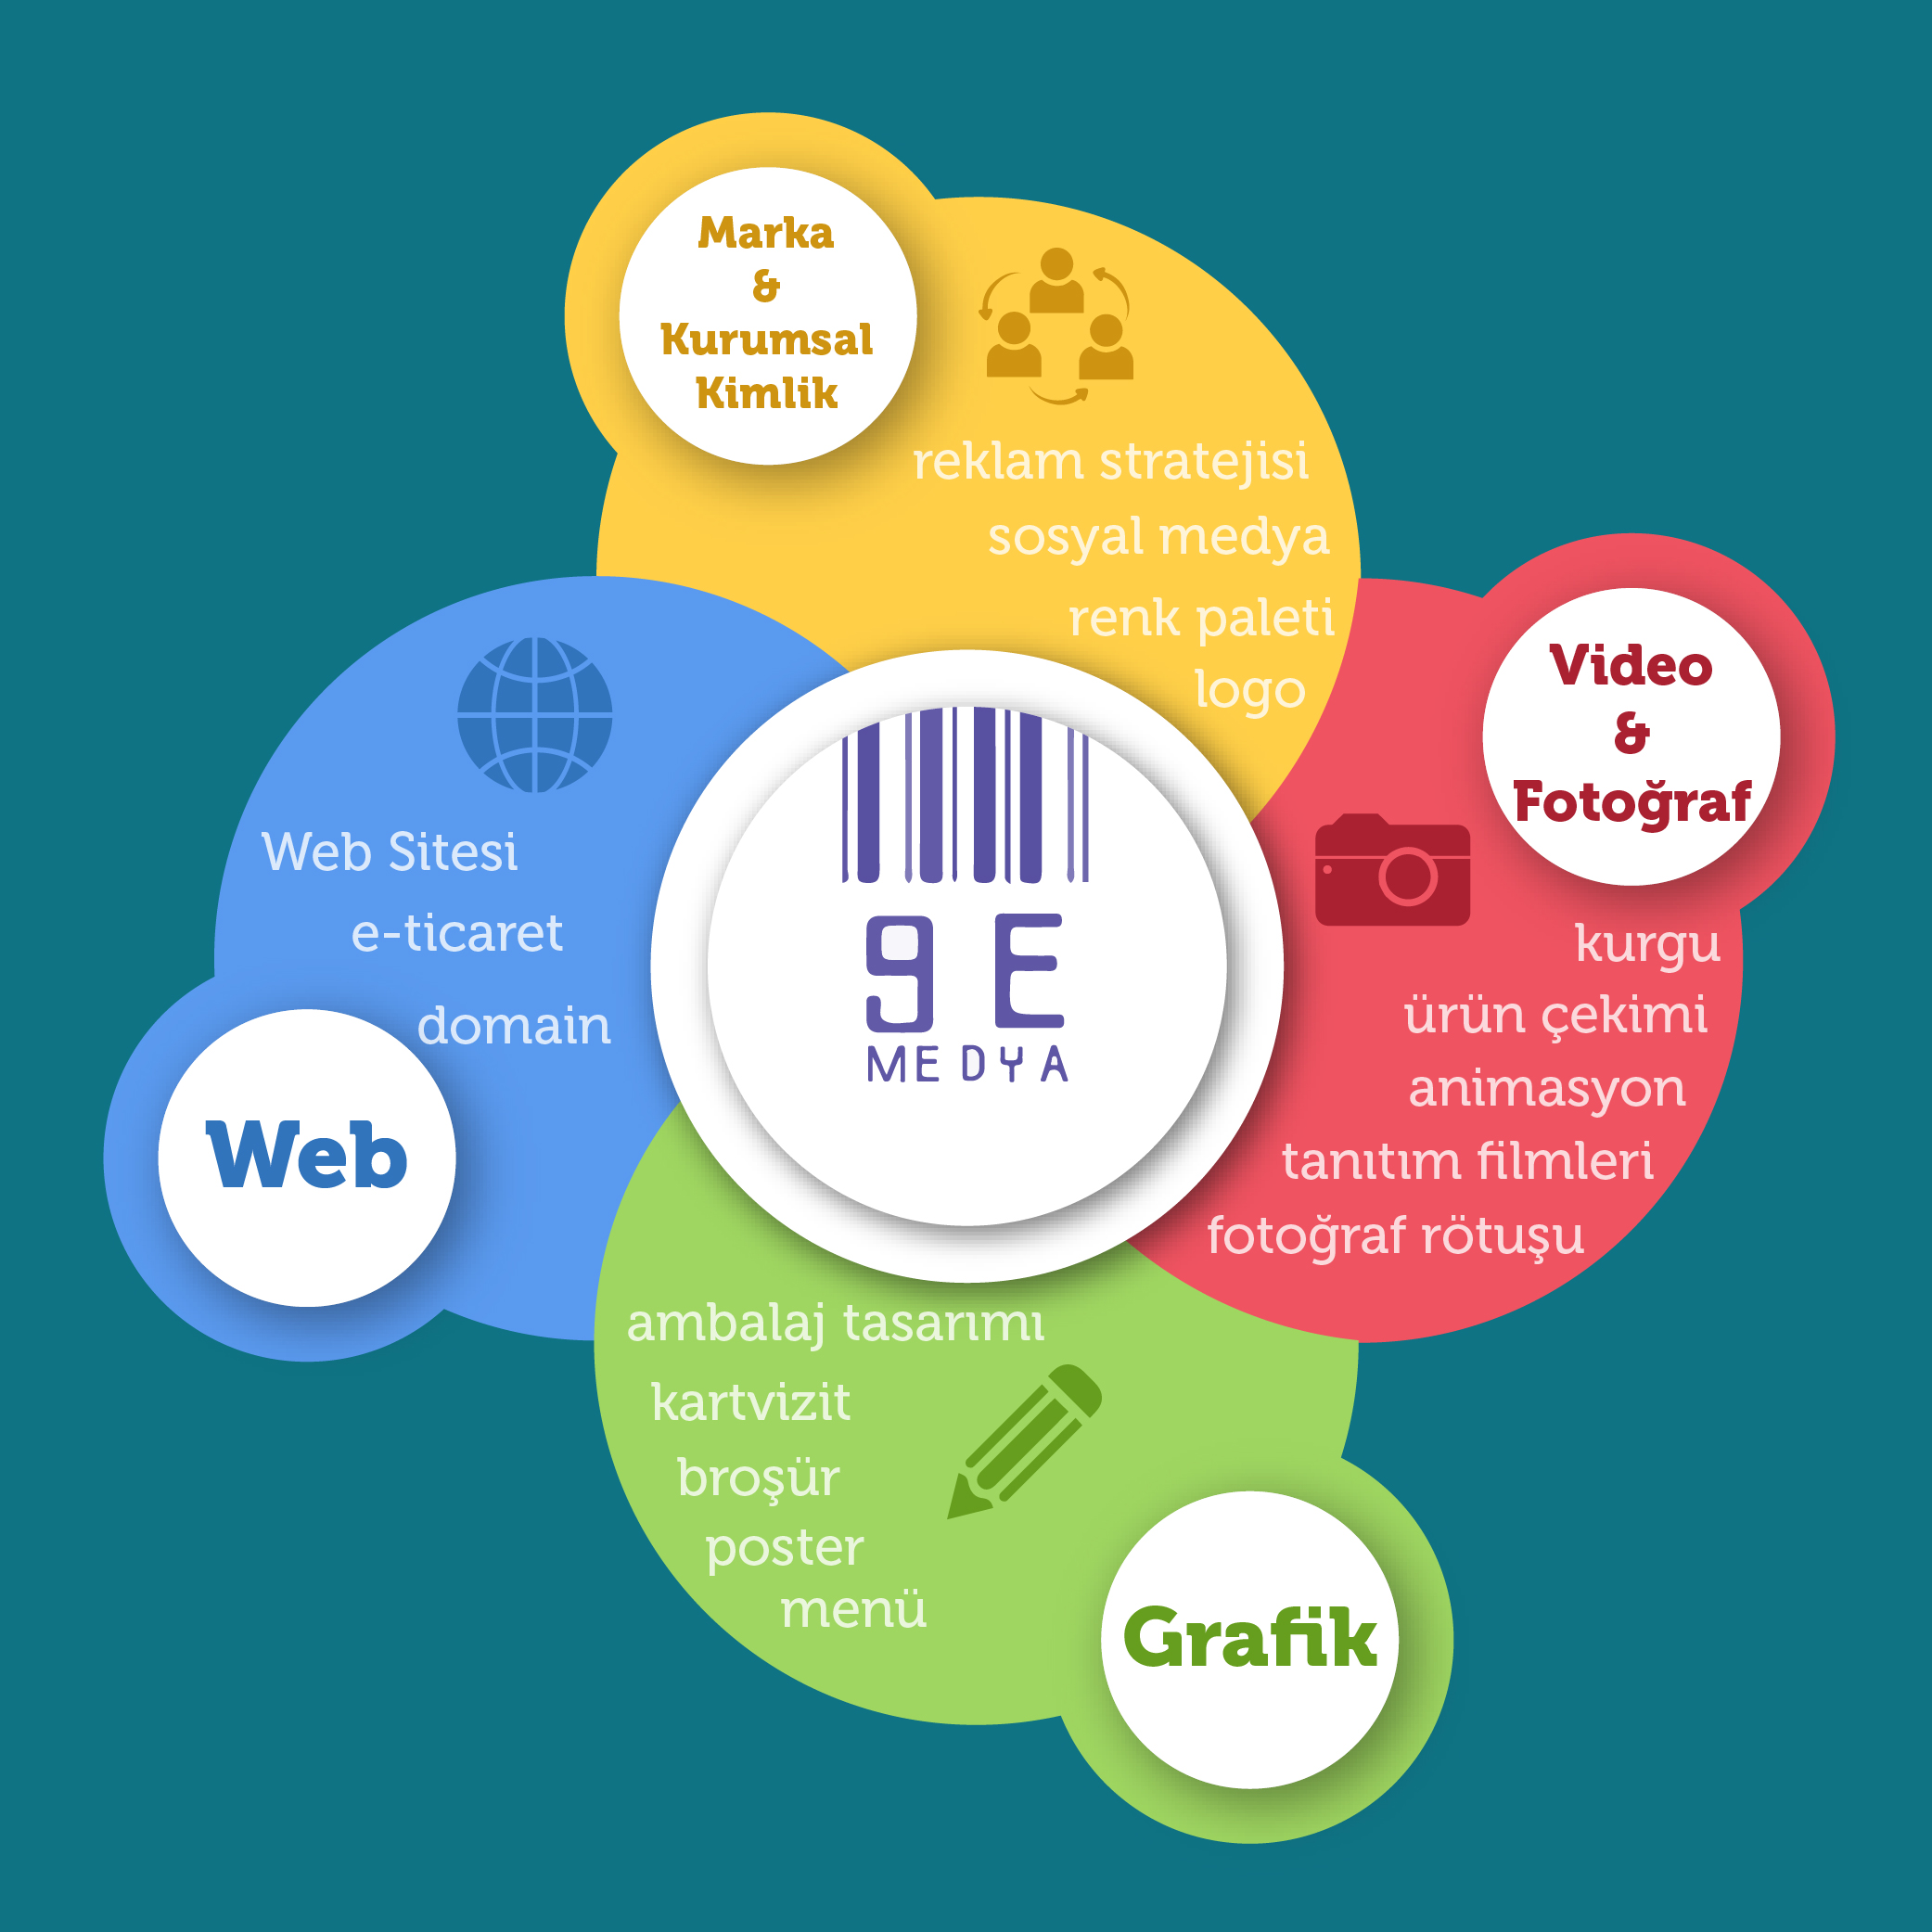 Marka
&
Kurumsal
Kimlik
reklam stratejisi
sosyal medya
renk paleti
logo
Video
&
Fotoğraf
kurgu
ürün çekimi
animasyon
tanıtım filmleri
fotoğraf rötuşu
Web Sitesi
e-ticaret
domain
Web
9E
MEDYA
ambalaj tasarımı
kartvizit
broşür
poster
menü
Grafik